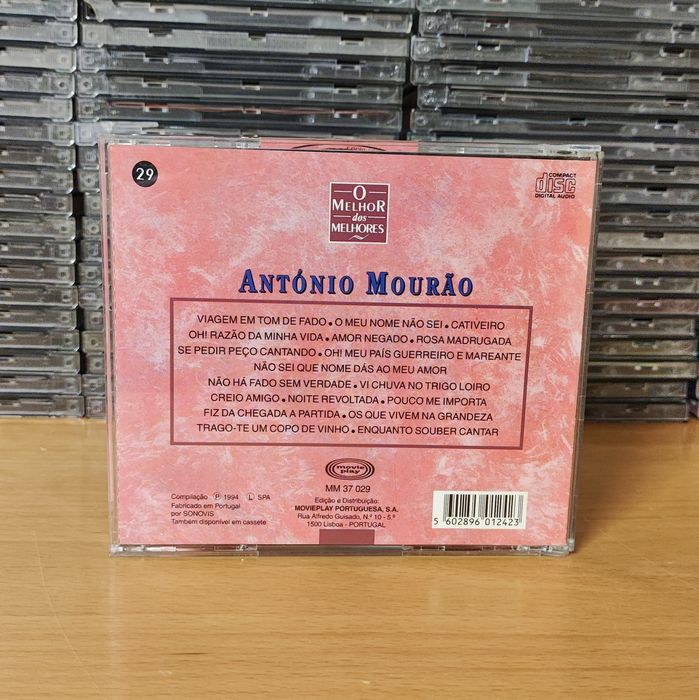 29
O
MELHOR
dos
MELHORES
COMPACT
disc
DIGITAL AUDIO
ANTÓNIO MOURÃO
VIAGEM EM TOM DE FADO • O MEU NOME NÃO SEI • CATIVEIRO
OH! RAZÃO DA MINHA VIDA • AMOR NEGADO • ROSA MADRUGADA
SE PEDIR PEÇO CANTANDO • OH! MEU PAÍS GUERREIRO E MAREANTE
NÃO SEI QUE NOME DÁS AO MEU AMOR
NÃO HÁ FADO SEM VERDADE • VI CHUVA NO TRIGO LOIRO
CREIO AMIGO • NOITE REVOLTADA • POUCO ME IMPORTA
FIZ DA CHEGADA A PARTIDA • OS QUE VIVEM NA GRANDEZA
TRAGO-TE UM COPO DE VINHO • ENQUANTO SOUBER CANTAR
movie
play
MM 37 029
Compilação Ⓟ 1994 Ⓛ SPA
Fabricado em Portugal
por SONOVIS
Também disponível em cassete
Edição e Distribuição:
MOVIEPLAY PORTUGUESA, S.A.
Rua Alfredo Guisado, N.º 10 - 5.º
1500 Lisboa - PORTUGAL
5 602896 012423